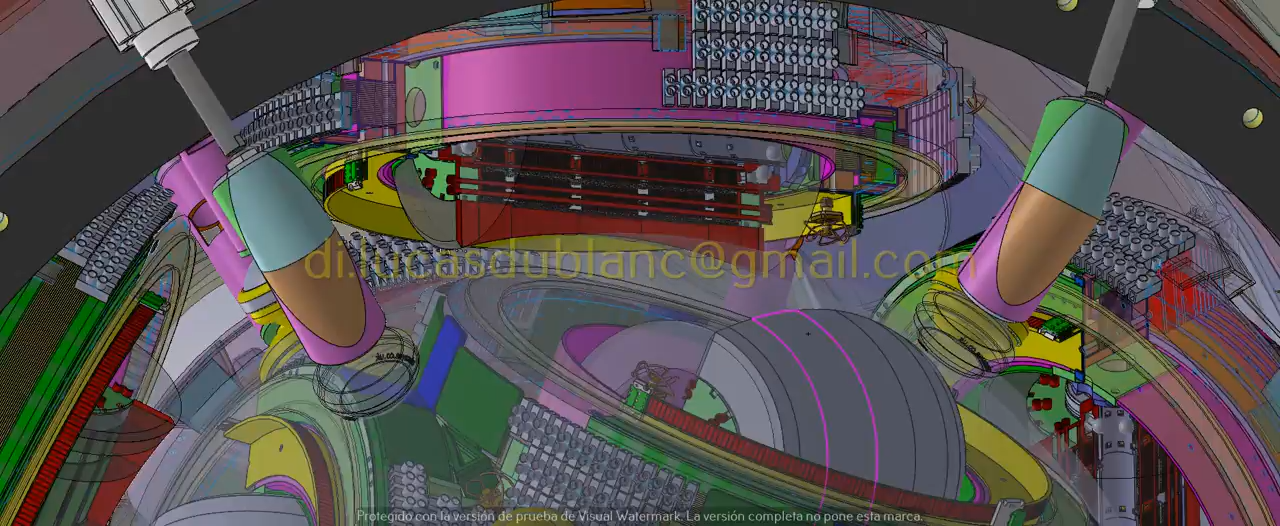 di.lucasdublanc@gmail.com
Protegido con la versión de prueba de Visual Watermark. La versión completa no pone esta marca.